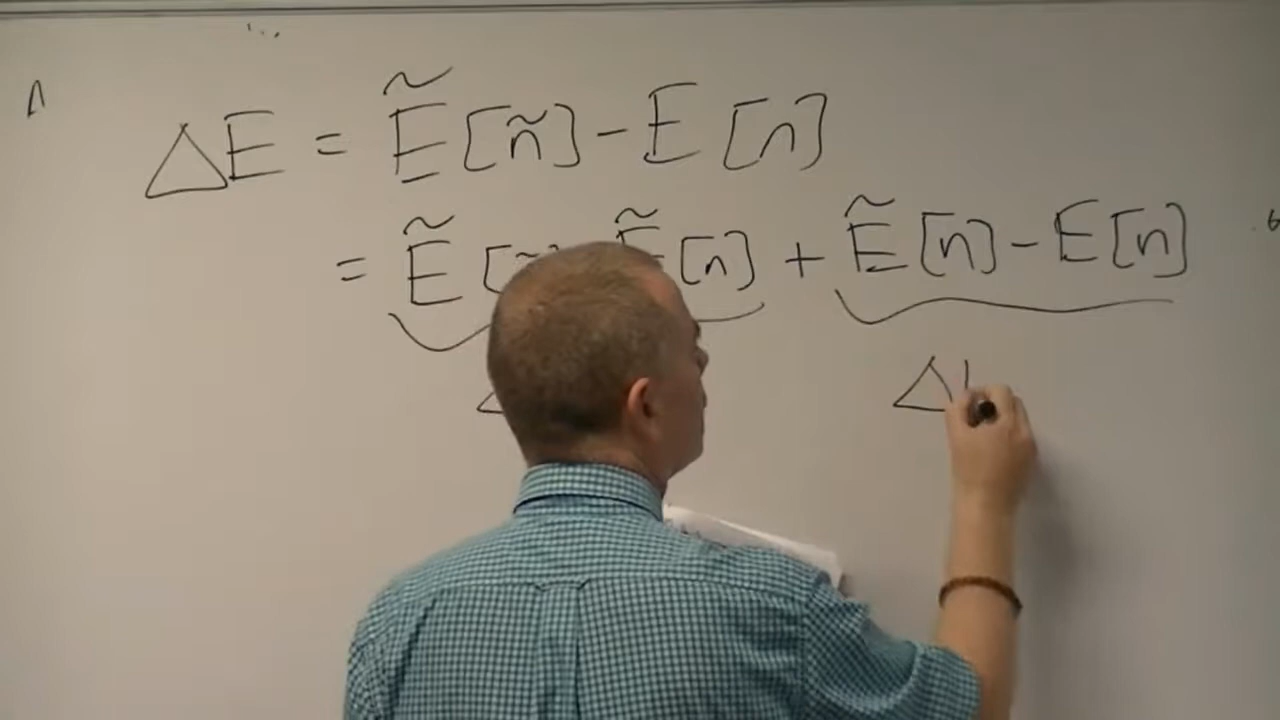 ΔE = Ẽ[ñ] - E[n]
= Ẽ [n] + Ẽ[n] - E[n]
Δ